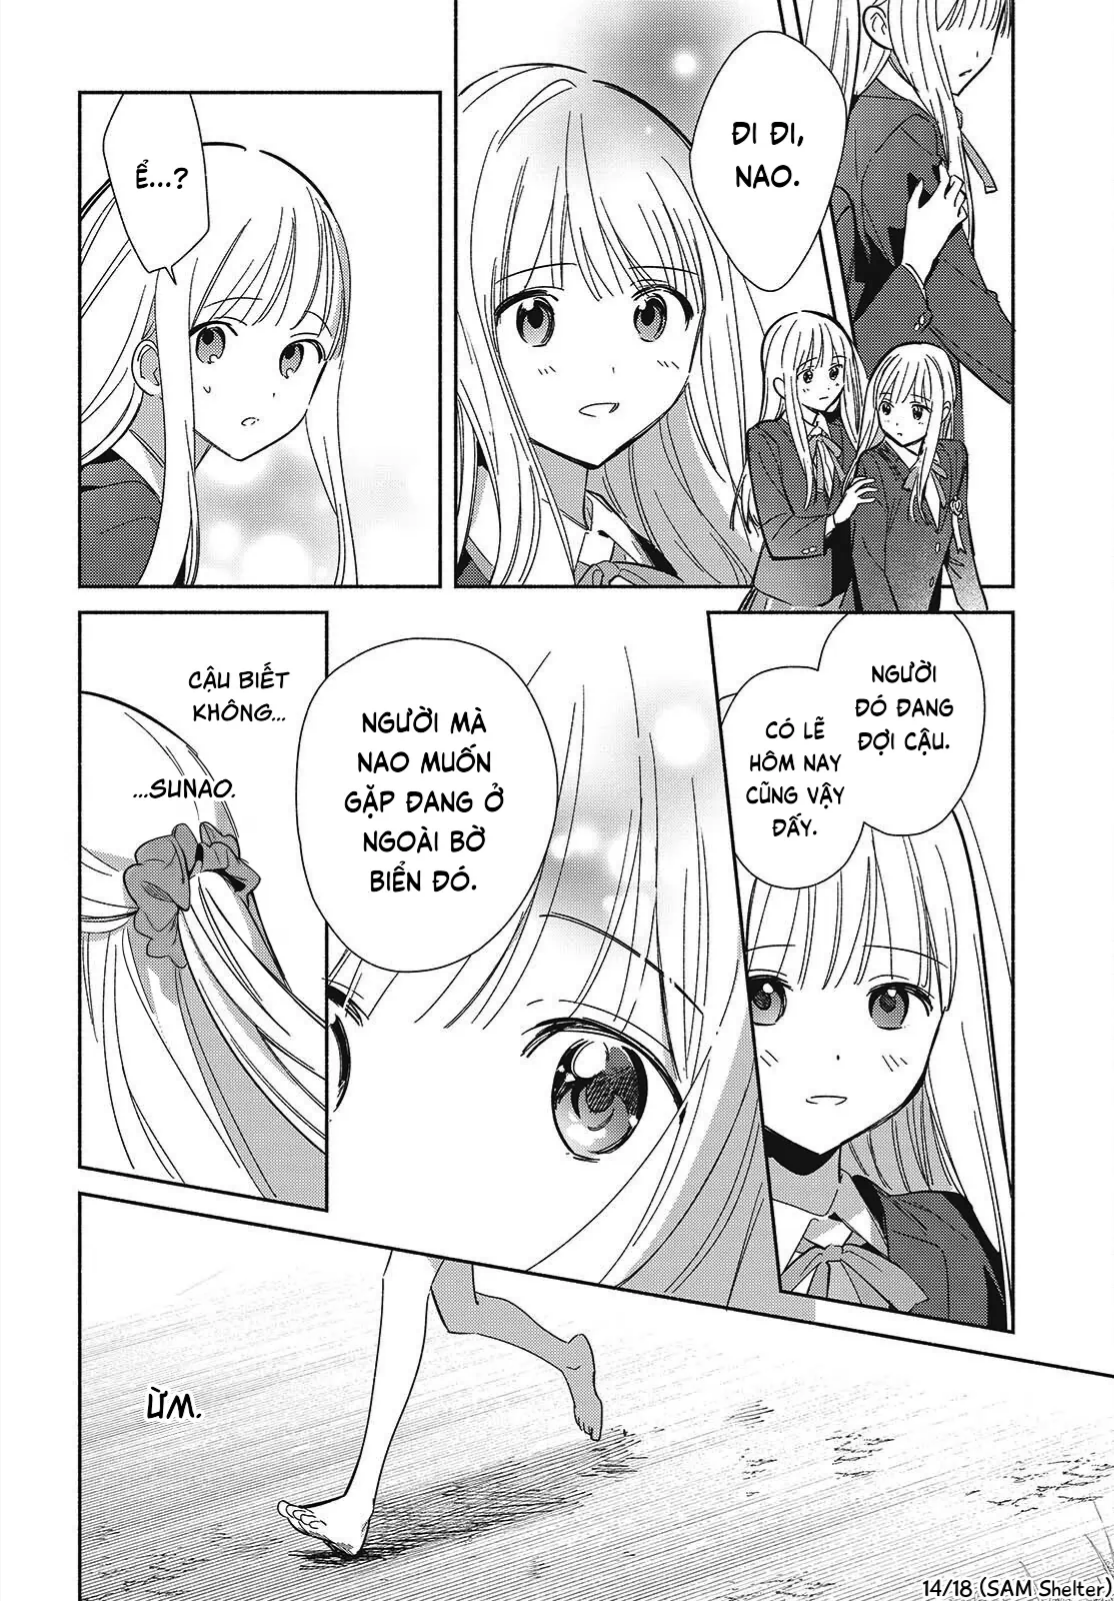 ĐI ĐI,
NAO.
Ể...?
NGƯỜI
ĐÓ ĐANG
ĐỢI CẬU.
CÓ LẼ
HÔM NAY
CŨNG VẬY
ĐẤY.
NGƯỜI MÀ
NAO MUỐN
GẶP ĐANG Ở
NGOÀI BỜ
BIỂN ĐÓ.
CẬU BIẾT
KHÔNG...
...SUNAO.
ỪM.
14/18 (SAM Shelter)